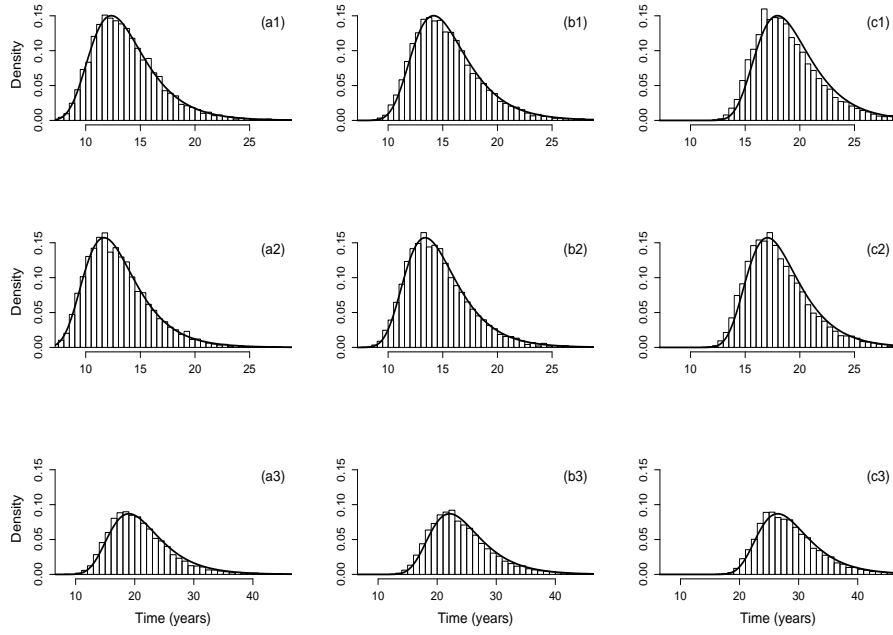 (a1)
Density
0.00 0.05 0.10 0.15
10 15 20 25
(b1)
0.00 0.05 0.10 0.15
10 15 20 25
(c1)
0.00 0.05 0.10 0.15
10 15 20 25
(a2)
Density
0.00 0.05 0.10 0.15
10 15 20 25
(b2)
0.00 0.05 0.10 0.15
10 15 20 25
(c2)
0.00 0.05 0.10 0.15
10 15 20 25
(a3)
Density
0.00 0.05 0.10 0.15
10 20 30 40
Time (years)
(b3)
0.00 0.05 0.10 0.15
10 20 30 40
Time (years)
(c3)
0.00 0.05 0.10 0.15
10 20 30 40
Time (years)